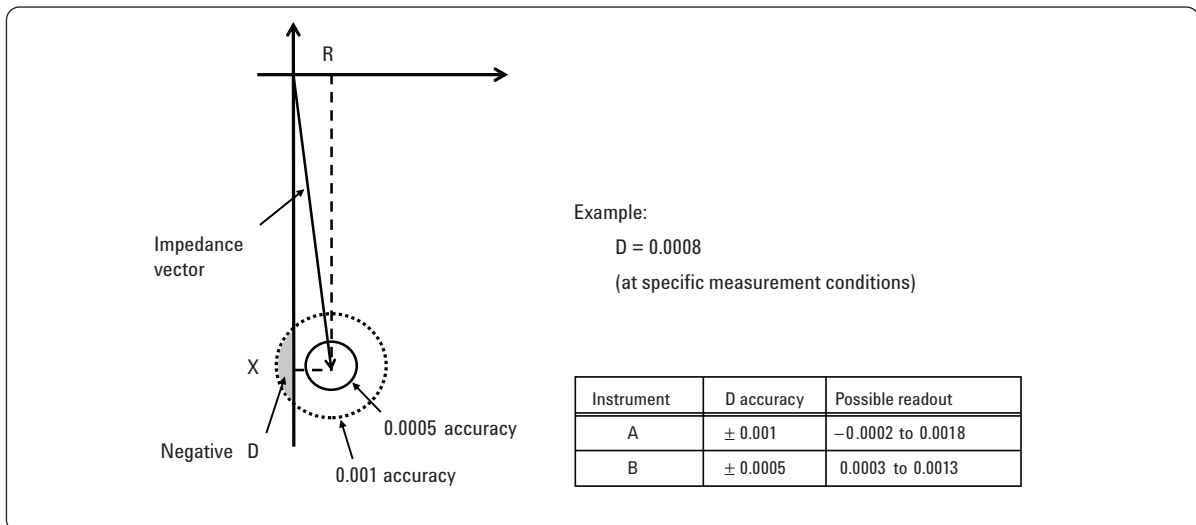 R
Impedance
vector
X
Negative D
0.0005 accuracy
0.001 accuracy
Example:
D = 0.0008
(at specific measurement conditions)
Instrument D accuracy Possible readout
A ± 0.001 −0.0002 to 0.0018
B ± 0.0005 0.0003 to 0.0013